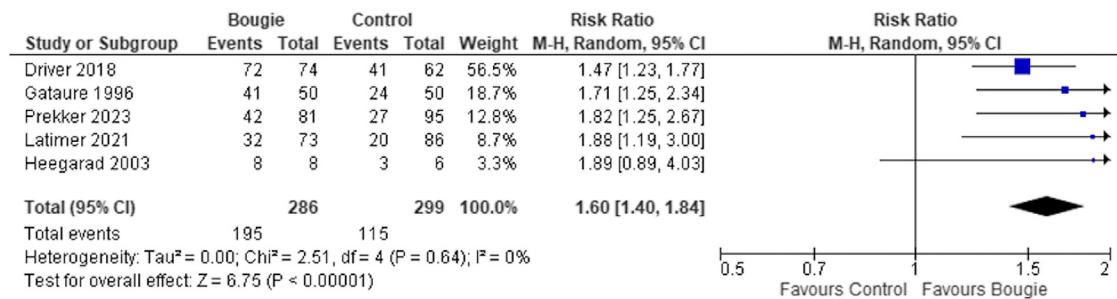 Bougie Control Risk Ratio Risk Ratio
Study or Subgroup Events Total Events Total Weight M-H, Random, 95% CI M-H, Random, 95% CI
Driver 2018 72 74 41 62 56.5% 1.47 [1.23, 1.77]
Gataure 1996 41 50 24 50 18.7% 1.71 [1.25, 2.34]
Prekker 2023 42 81 27 95 12.8% 1.82 [1.25, 2.67]
Latimer 2021 32 73 20 86 8.7% 1.88 [1.19, 3.00]
Heegarad 2003 8 8 3 6 3.3% 1.89 [0.89, 4.03]
Total (95% CI) 286 299 100.0% 1.60 [1.40, 1.84]
Total events 195 115
Heterogeneity: Tau² = 0.00; Chi² = 2.51, df = 4 (P = 0.64); I² = 0%
Test for overall effect: Z = 6.75 (P < 0.00001)
0.5 0.7 1 1.5 2
Favours Control Favours Bougie